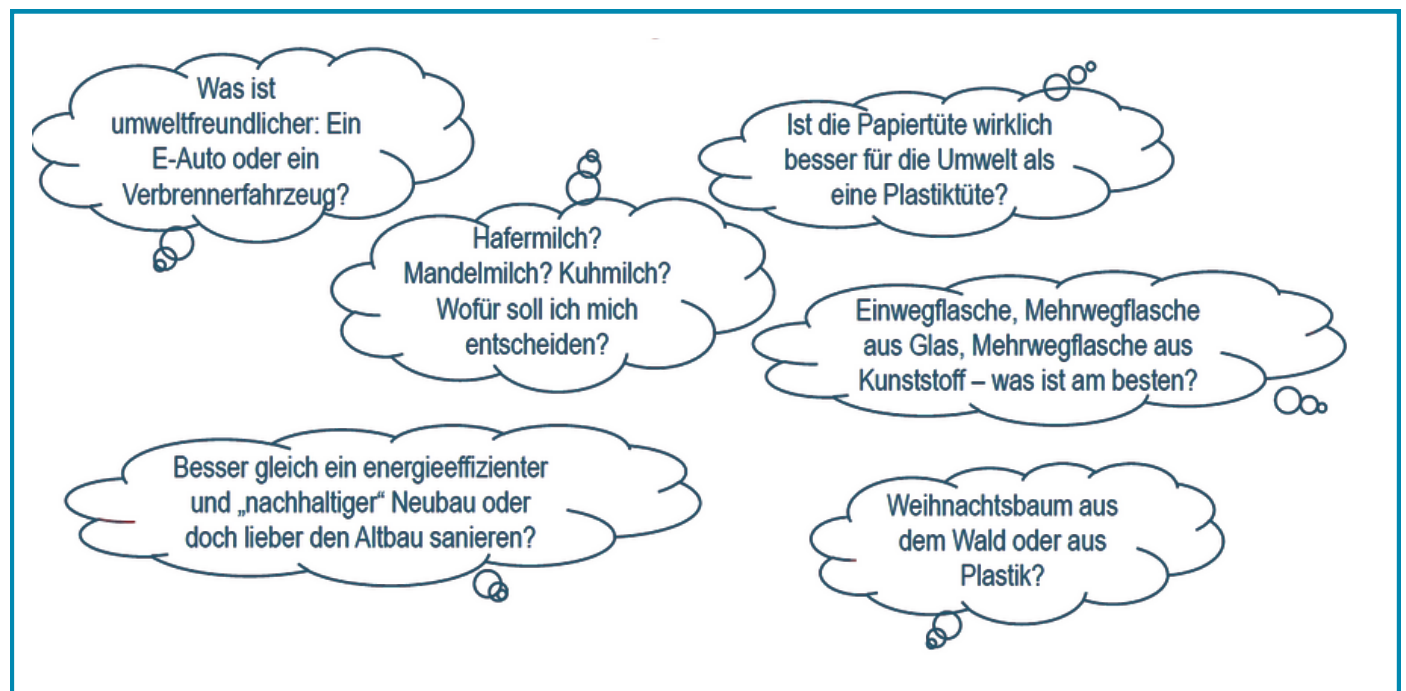 Was ist
umweltfreundlicher: Ein
E-Auto oder ein
Verbrennerfahrzeug?
Ist die Papiertüte wirklich
besser für die Umwelt als
eine Plastiktüte?
Hafermilch?
Mandelmilch? Kuhmilch?
Wofür soll ich mich
entscheiden?
Einwegflasche, Mehrwegflasche
aus Glas, Mehrwegflasche aus
Kunststoff – was ist am besten?
Besser gleich ein energieeffizienter
und „nachhaltiger“ Neubau oder
doch lieber den Altbau sanieren?
Weihnachtsbaum aus
dem Wald oder aus
Plastik?